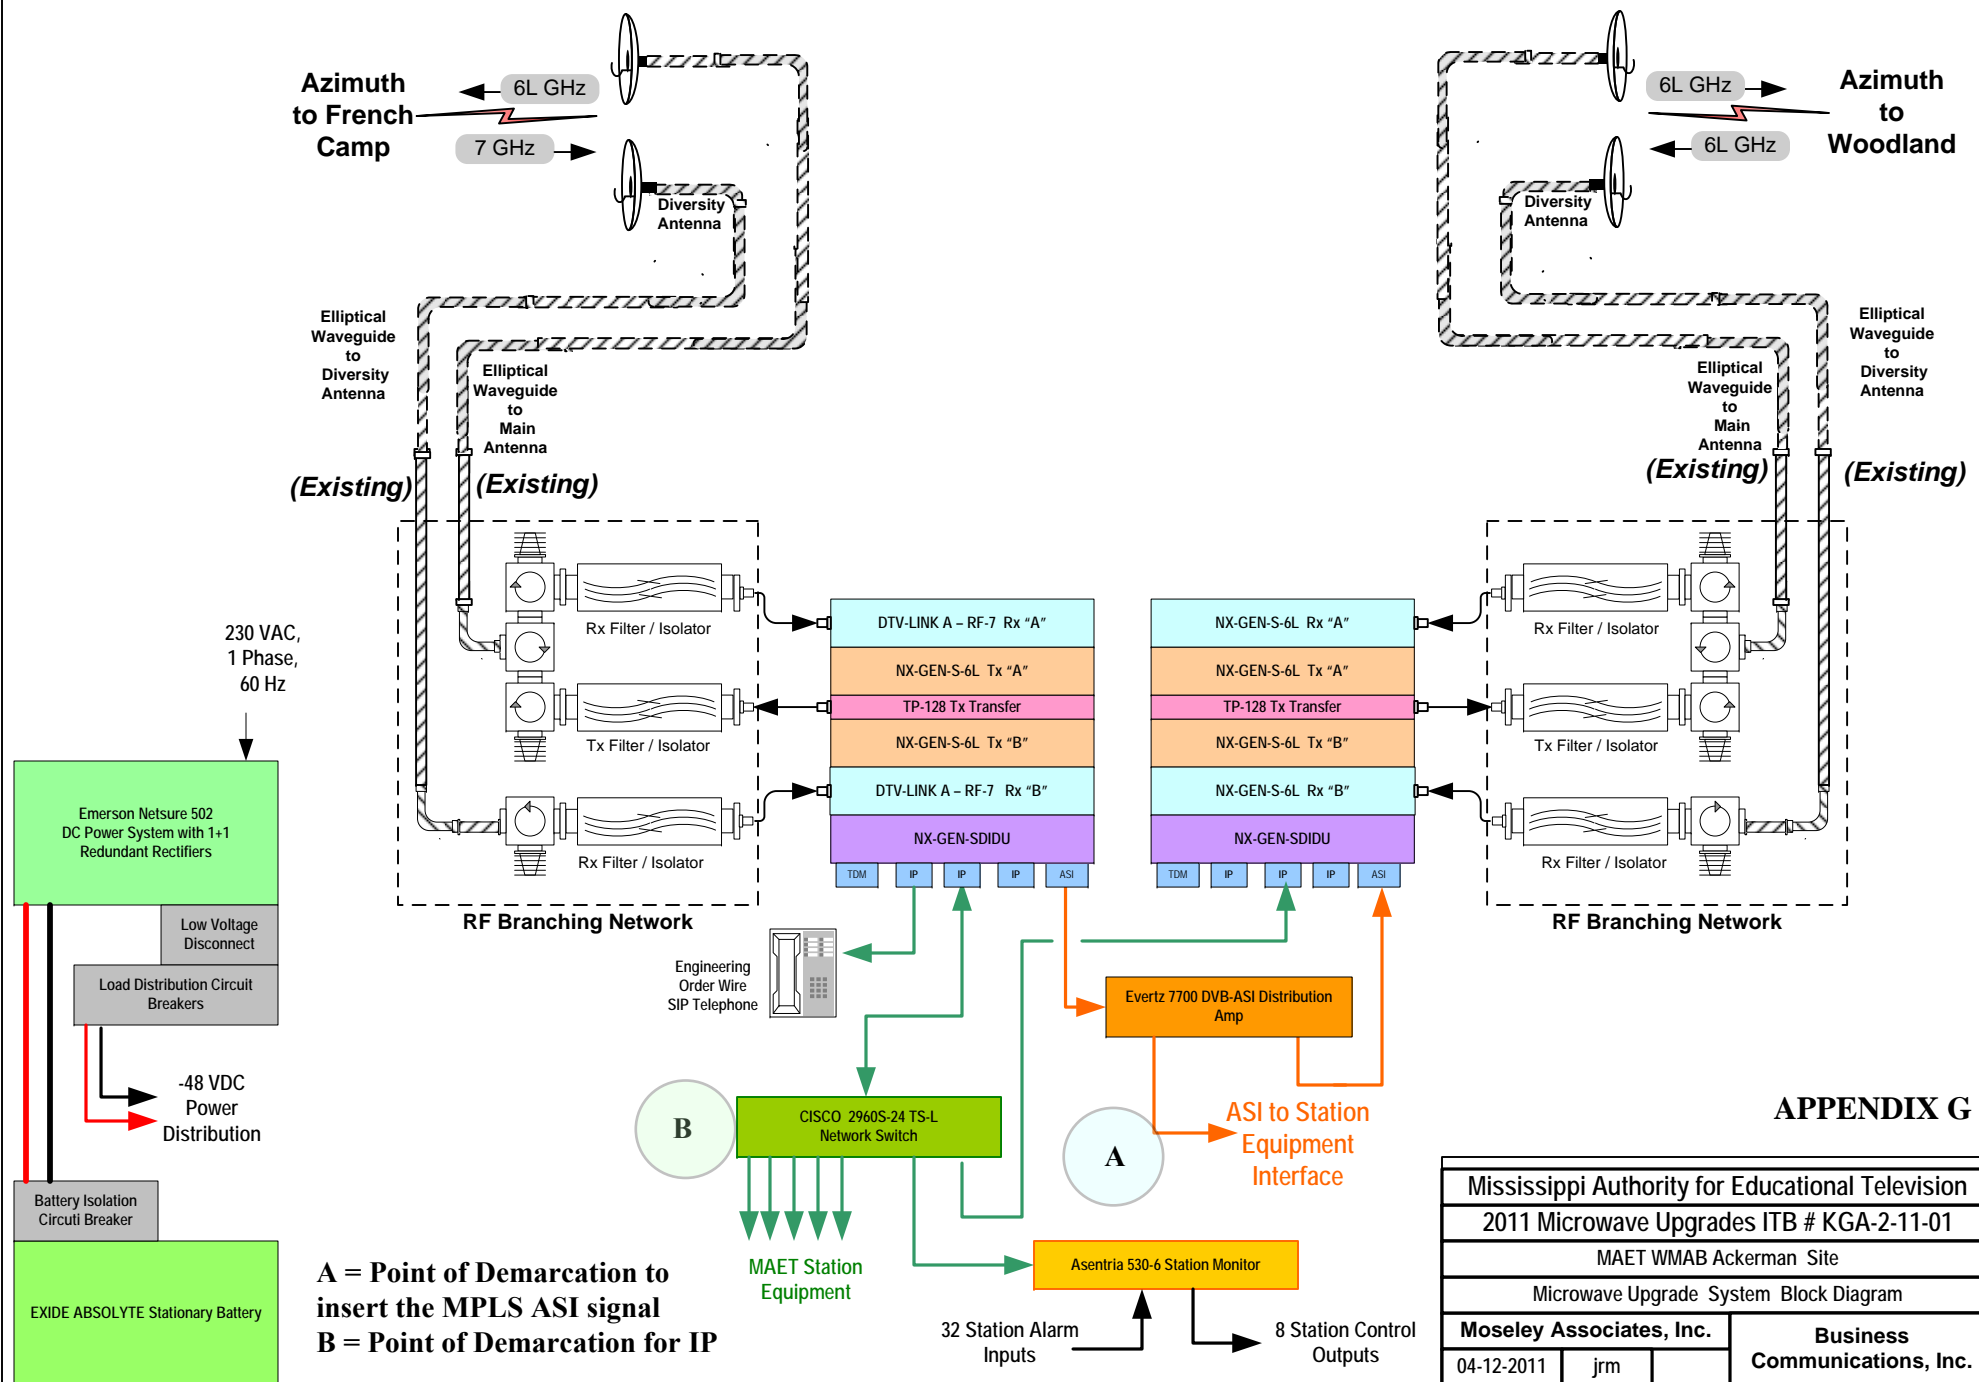 Azimuth
to French
Camp
6L GHz
7 GHz
Diversity
Antenna
6L GHz
6L GHz
Azimuth
to
Woodland
Diversity
Antenna
Elliptical
Waveguide
to
Diversity
Antenna
Elliptical
Waveguide
to
Main
Antenna
(Existing)
(Existing)
Elliptical
Waveguide
to
Main
Antenna
Elliptical
Waveguide
to
Diversity
Antenna
(Existing)
(Existing)
Rx Filter / Isolator
Tx Filter / Isolator
Rx Filter / Isolator
RF Branching Network
DTV-LINK A – RF-7 Rx “A”
NX-GEN-S-6L Tx “A”
TP-128 Tx Transfer
NX-GEN-S-6L Tx “B”
DTV-LINK A – RF-7 Rx “B”
NX-GEN-SDIDU
TDM
IP
IP
IP
ASI
NX-GEN-S-6L Rx “A”
NX-GEN-S-6L Tx “A”
TP-128 Tx Transfer
NX-GEN-S-6L Tx “B”
NX-GEN-S-6L Rx “B”
NX-GEN-SDIDU
TDM
IP
IP
IP
ASI
Rx Filter / Isolator
Tx Filter / Isolator
Rx Filter / Isolator
RF Branching Network
230 VAC,
1 Phase,
60 Hz
Emerson Netsure 502
DC Power System with 1+1
Redundant Rectifiers
Low Voltage
Disconnect
Load Distribution Circuit
Breakers
-48 VDC
Power
Distribution
Battery Isolation
Circuti Breaker
EXIDE ABSOLYTE Stationary Battery
Engineering
Order Wire
SIP Telephone
Evertz 7700 DVB-ASI Distribution
Amp
B
CISCO 2960S-24 TS-L
Network Switch
A
ASI to Station
Equipment
Interface
MAET Station
Equipment
Asentria 530-6 Station Monitor
32 Station Alarm
Inputs
8 Station Control
Outputs
A = Point of Demarcation to
insert the MPLS ASI signal
B = Point of Demarcation for IP
APPENDIX G
Mississippi Authority for Educational Television
2011 Microwave Upgrades ITB # KGA-2-11-01
MAET WMAB Ackerman Site
Microwave Upgrade System Block Diagram
Moseley Associates, Inc.
04-12-2011
jrm
Business
Communications, Inc.